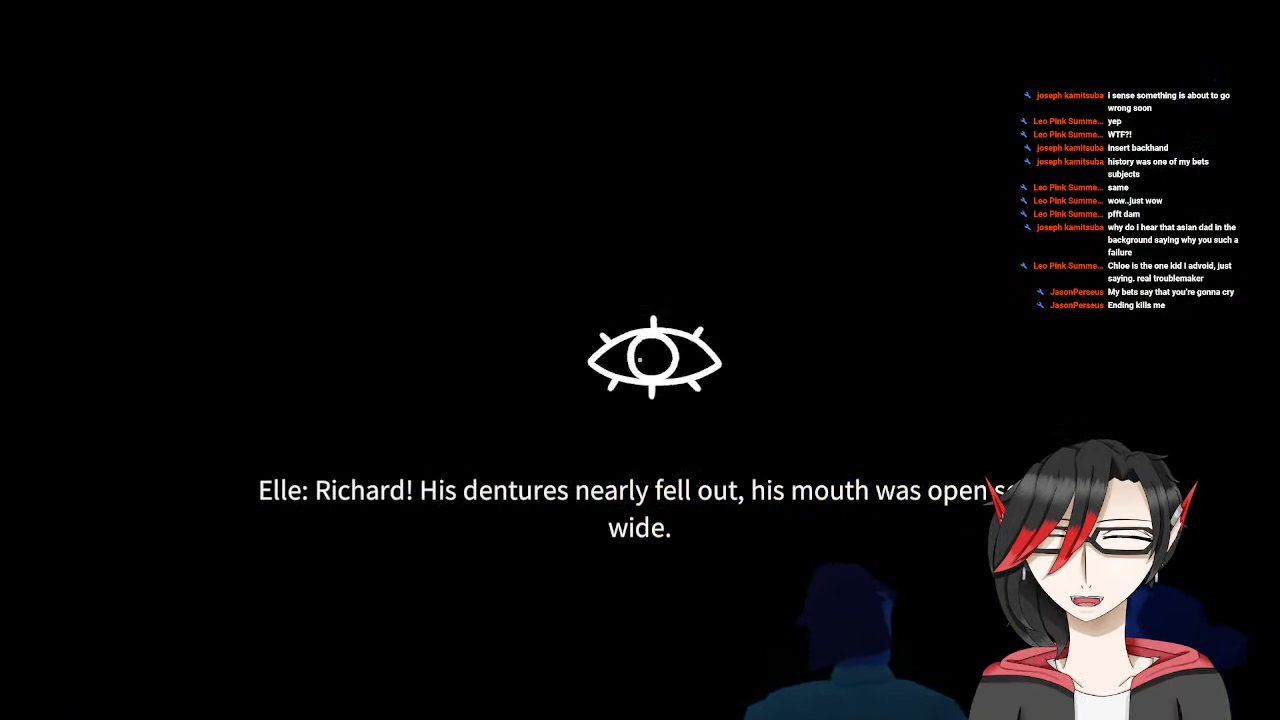 joseph kamitsuba i sense something is about to go
wrong soon
Leo Pink Summe... yep
Leo Pink Summe... WTF?!
joseph kamitsuba insert backhand
joseph kamitsuba history was one of my bets
subjects
Leo Pink Summe... same
Leo Pink Summe... wow..just wow
Leo Pink Summe... pfft dam
joseph kamitsuba why do i hear that asian dad in the
background saying why you such a
failure
Leo Pink Summe... Chloe is the one kid I advoid, just
saying. real troublemaker
JasonPerseus My bets say that you're gonna cry
JasonPerseus Ending kills me
Elle: Richard! His dentures nearly fell out, his mouth was open
wide.